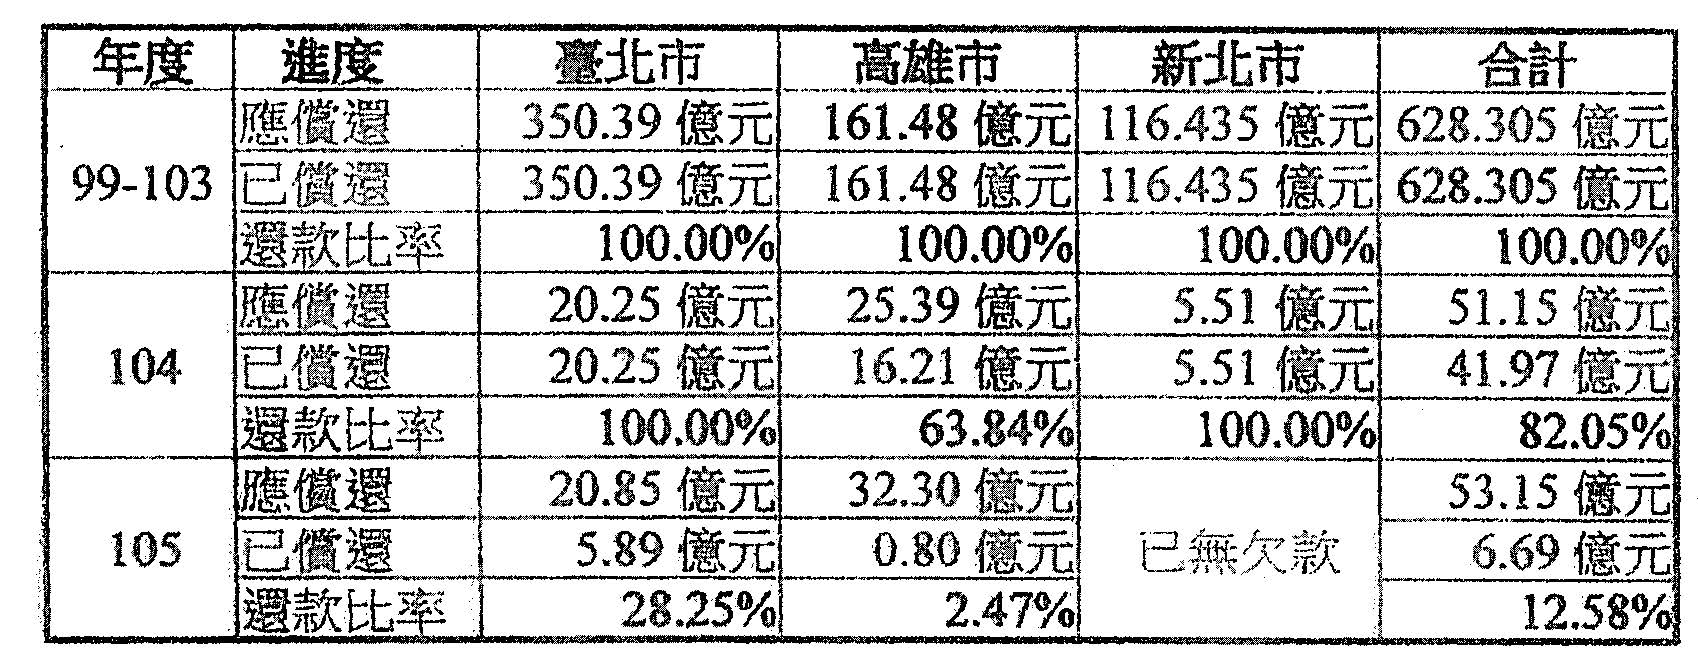 年度 進度 臺北市 高雄市 新北市 合計
應償還 350.39 億元 161.48 億元 116.435 億元 628.305 億元
99-103 已償還 350.39 億元 161.48 億元 116.435 億元 628.305 億元
還款比率 100.00% 100.00% 100.00% 100.00%
應償還 20.25 億元 25.39 億元 5.51 億元 51.15 億元
104 已償還 20.25 億元 16.21 億元 5.51 億元 41.97 億元
還款比率 100.00% 63.84% 100.00% 82.05%
應償還 20.85 億元 32.30 億元 53.15 億元
105 已償還 5.89 億元 0.80 億元 已無欠款 6.69 億元
還款比率 28.25% 2.47% 12.58%